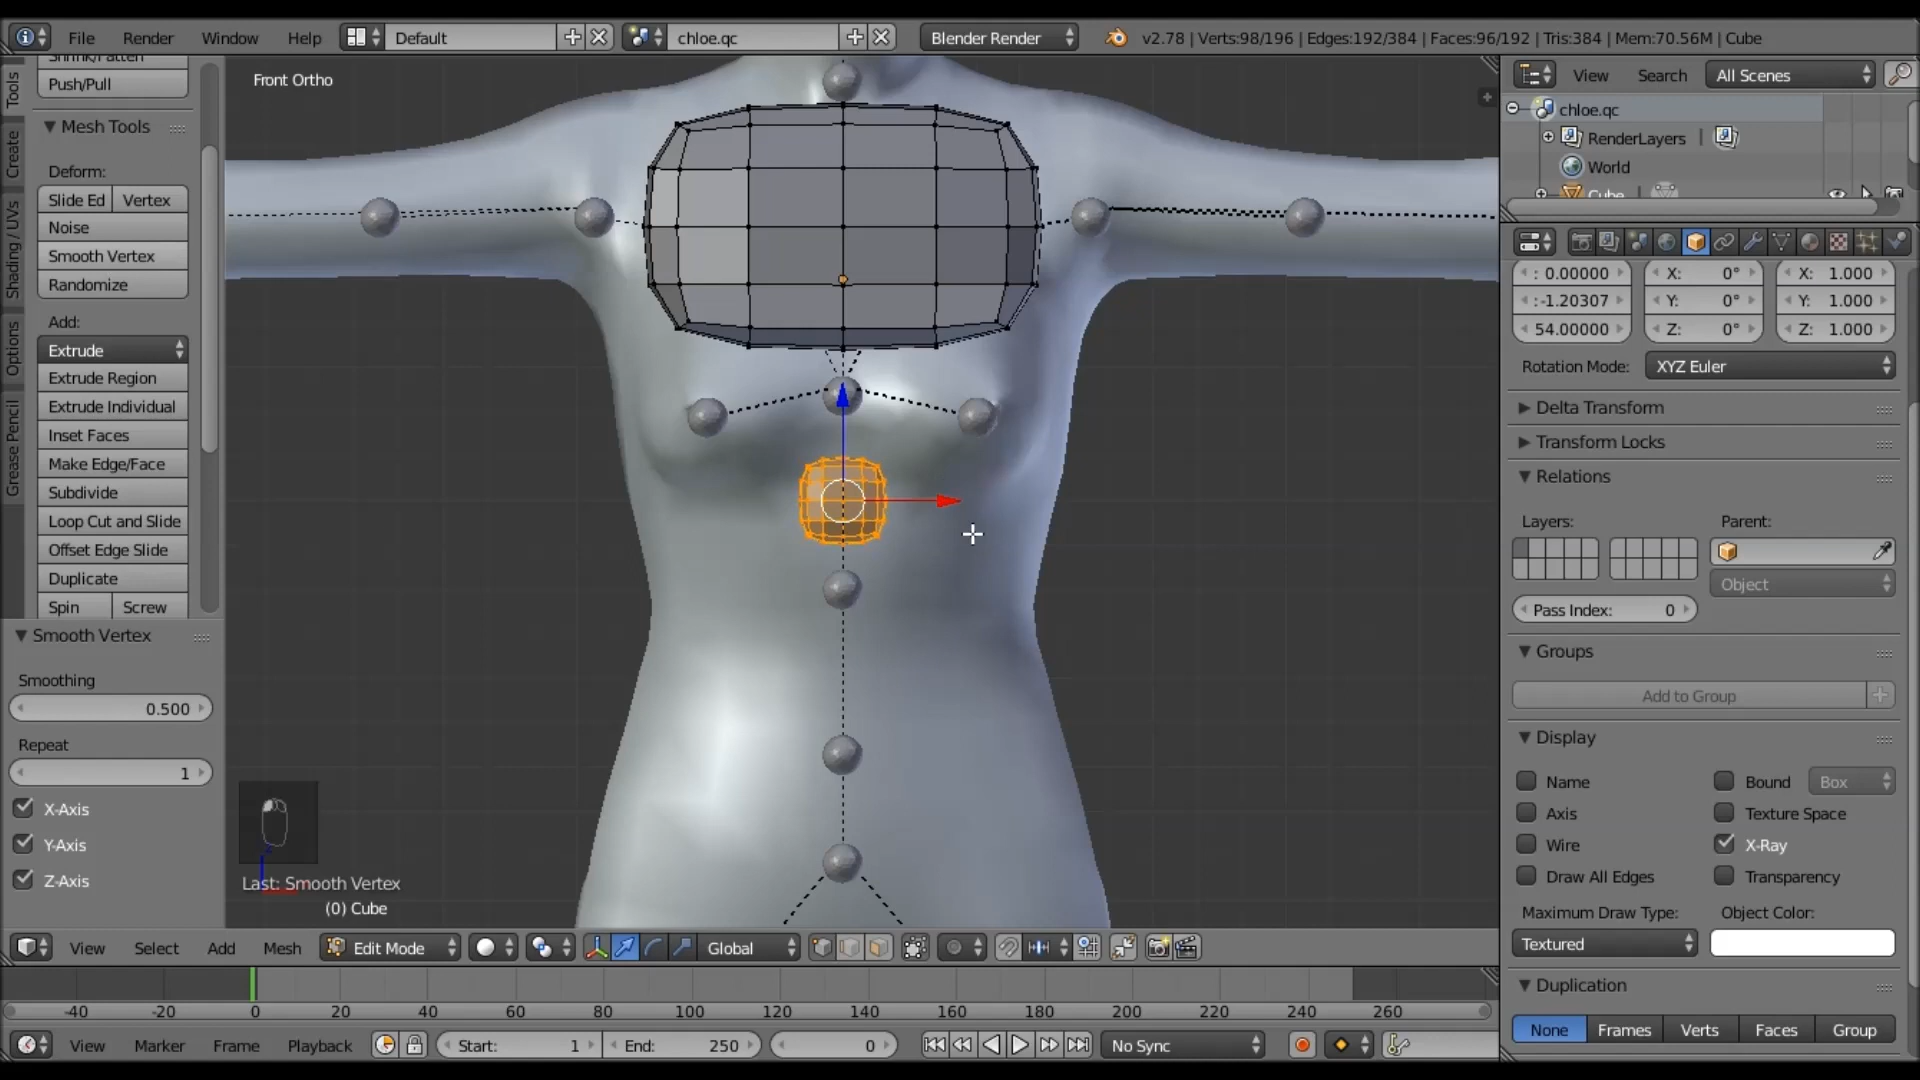 File Render Window Help Default chloe.qc Blender Render v2.78 | Verts:98/196 | Edges:192/384 | Faces:96/192 | Tris:384 | Mem:70.56M | Cube
Shrink/Fatten
Push/Pull
Mesh Tools
Deform:
Slide Ed Vertex
Noise
Smooth Vertex
Randomize
Add:
Extrude
Extrude Region
Extrude Individual
Inset Faces
Make Edge/Face
Subdivide
Loop Cut and Slide
Offset Edge Slide
Duplicate
Spin Screw
Smooth Vertex
Smoothing
0.500
Repeat
1
X-Axis
Y-Axis
Z-Axis
Tools
Create
Shading / UVs
Options
Grease Pencil
Front Ortho
Last: Smooth Vertex
(0) Cube
View Select Add Mesh Edit Mode Global
-40 -20 0 20 40 60 80 100 120 140 160 180 200 220 240 260
View Marker Frame Playback Start: 1 End: 250 0 No Sync
View Search All Scenes
chloe.qc
RenderLayers
World
Cube
: 0.00000 X: 0° X: 1.000
:-1.20307 Y: 0° Y: 1.000
54.00000 Z: 0° Z: 1.000
Rotation Mode: XYZ Euler
Delta Transform
Transform Locks
Relations
Layers: Parent:
Object
Pass Index: 0
Groups
Add to Group
Display
Name Bound Box
Axis Texture Space
Wire X-Ray
Draw All Edges Transparency
Maximum Draw Type: Object Color:
Textured
Duplication
None Frames Verts Faces Group